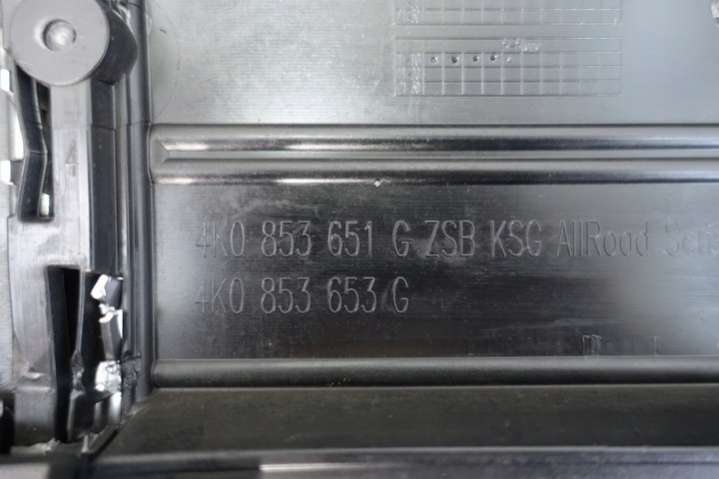 4K0 853 651 G ZSB KSG AllRoad
4K0 853 653 G